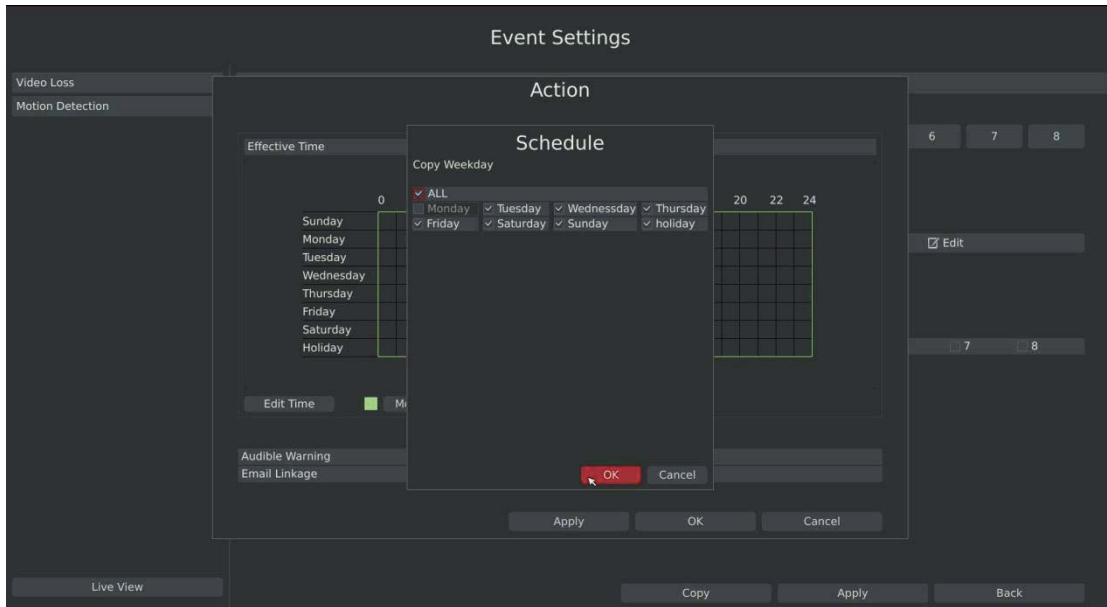 Event Settings
Video Loss
Motion Detection
Action
6 7 8
Effective Time
Schedule
Copy Weekday
ALL
Monday Tuesday Wednessday Thursday
Friday Saturday Sunday holiday
0 20 22 24
Sunday
Monday
Tuesday
Wednesday
Thursday
Friday
Saturday
Holiday
Edit
7 8
Edit Time
Audible Warning
Email Linkage
OK Cancel
Apply OK Cancel
Live View
Copy Apply Back